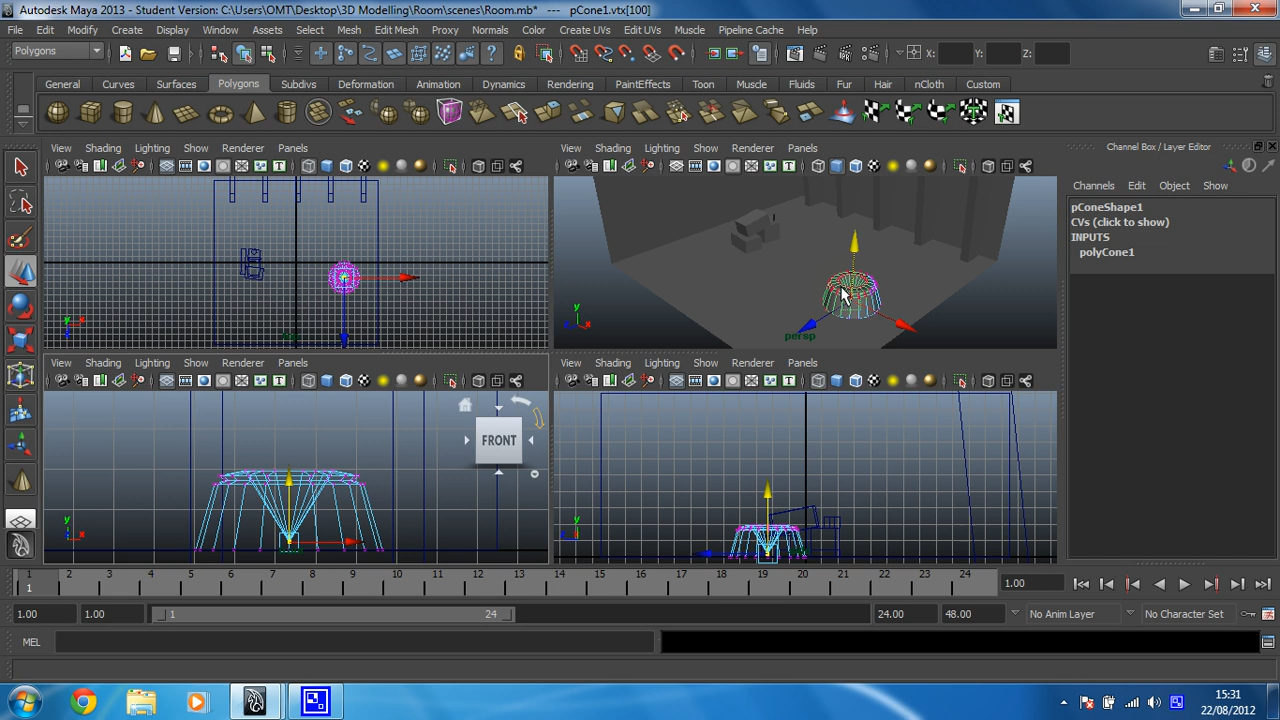 Autodesk Maya 2013 - Student Version: C:\Users\OMT\Desktop\3D Modelling\Room\scenes\Room.mb* --- pCone1.vtx[100]
File Edit Modify Create Display Window Assets Select Mesh Edit Mesh Proxy Normals Color Create UVs Edit UVs Muscle Pipeline Cache Help
Polygons X: Y: Z:
General Curves Surfaces Polygons Subdivs Deformation Animation Dynamics Rendering PaintEffects Toon Muscle Fluids Fur Hair nCloth Custom
View Shading Lighting Show Renderer Panels
View Shading Lighting Show Renderer Panels
Channel Box / Layer Editor
Channels Edit Object Show
pConeShape1
CVs (click to show)
INPUTS
polyCone1
y
x
y
persp
View Shading Lighting Show Renderer Panels
View Shading Lighting Show Renderer Panels
FRONT
y
x
y
1 2 3 4 5 6 7 8 9 10 11 12 13 14 15 16 17 18 19 20 21 22 23 24
1 1.00
1.00 1.00 1 24 24.00 48.00 No Anim Layer No Character Set
MEL
15:31
22/08/2012